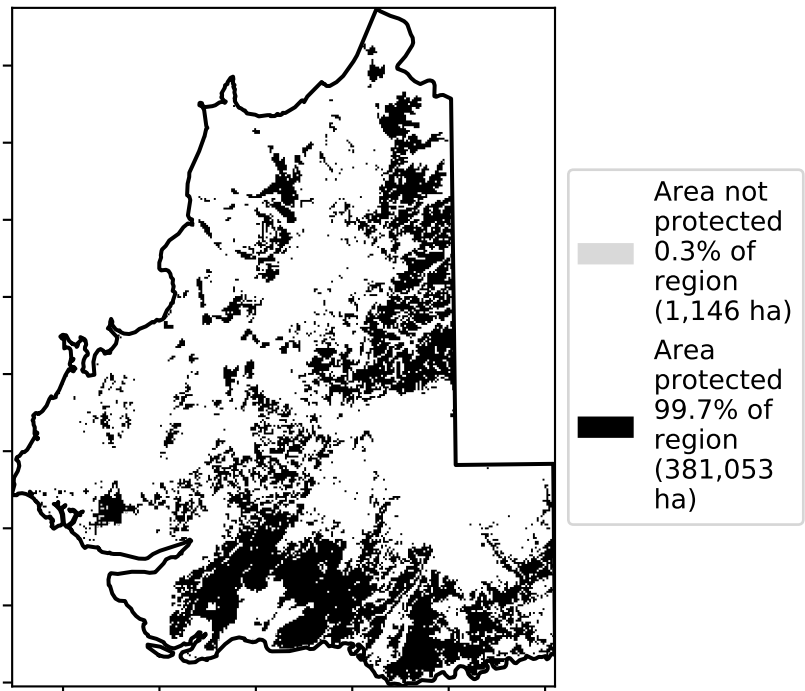 Area not
protected
0.3% of
region
(1,146 ha)
Area
protected
99.7% of
region
(381,053
ha)